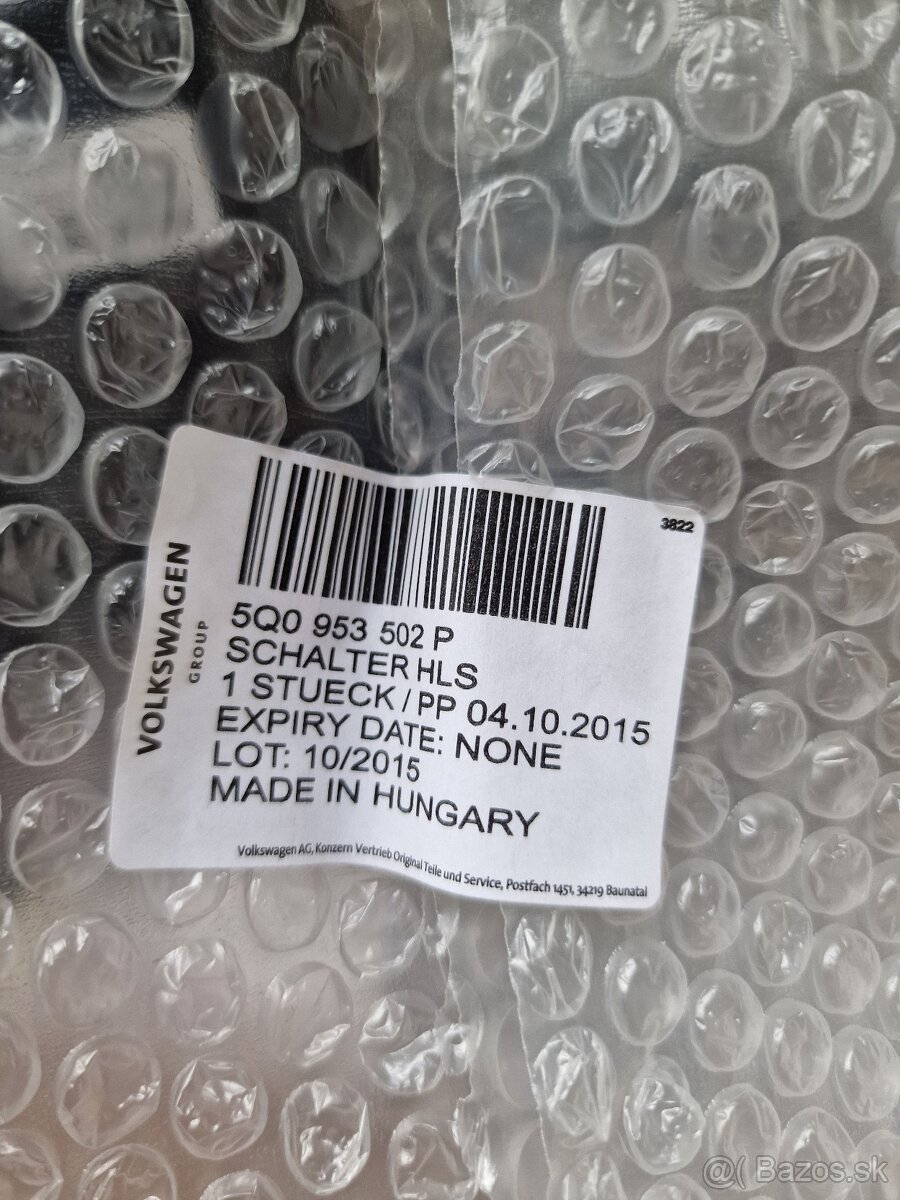 3822
VOLKSWAGEN
GROUP
5Q0 953 502 P
SCHALTER HLS
1 STUECK / PP 04.10.2015
EXPIRY DATE: NONE
LOT: 10/2015
MADE IN HUNGARY
Volkswagen AG, Konzern Vertrieb Original Teile und Service, Postfach 1451, 34219 Baunatal
@( Bazos.sk